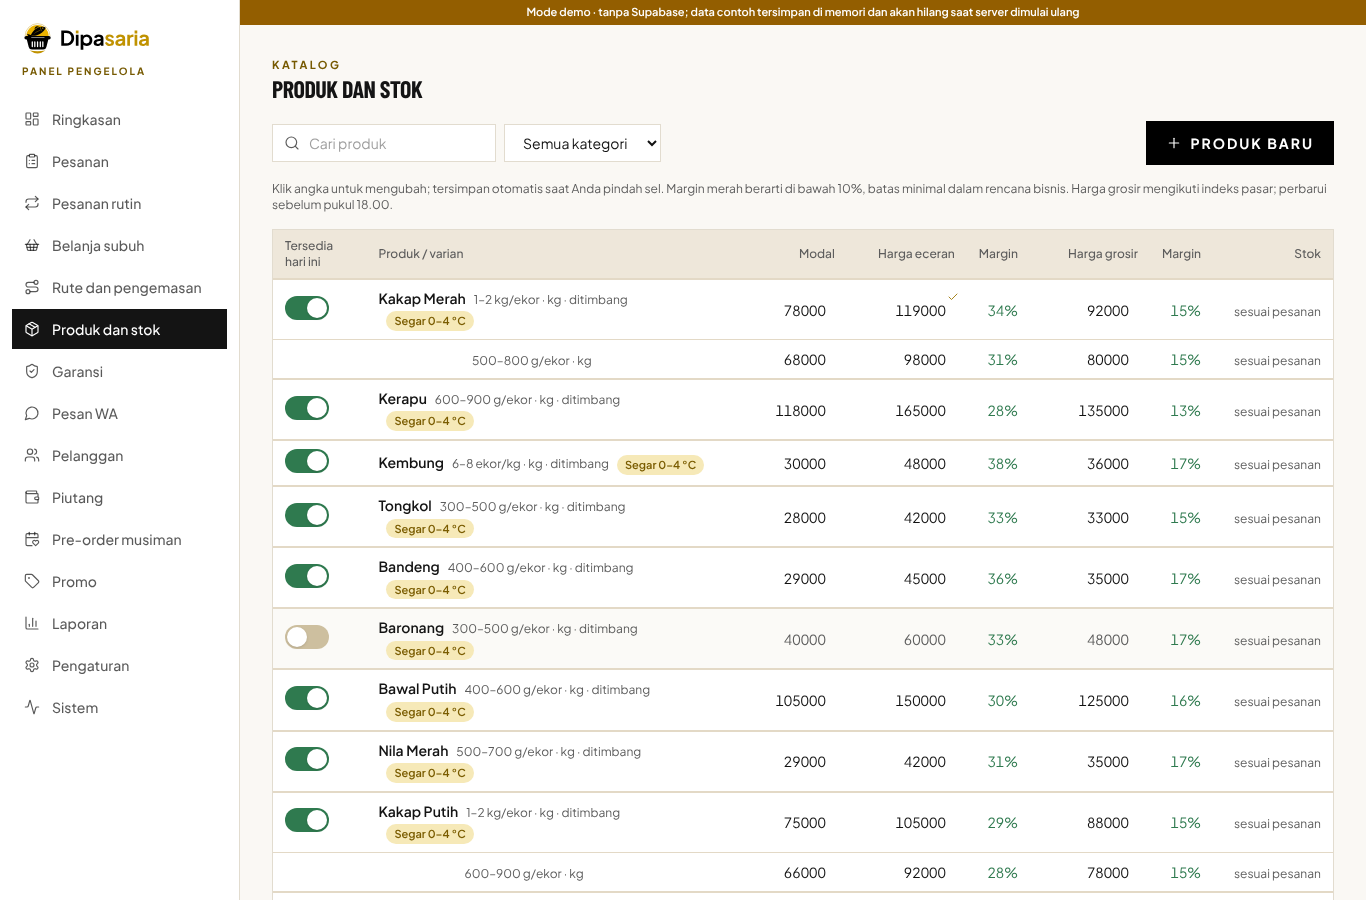 Mode demo · tanpa Supabase; data contoh tersimpan di memori dan akan hilang saat server dimulai ulang
Dipasaria
PANEL PENGELOLA
Ringkasan
Pesanan
Pesanan rutin
Belanja subuh
Rute dan pengemasan
Produk dan stok
Garansi
Pesan WA
Pelanggan
Piutang
Pre-order musiman
Promo
Laporan
Pengaturan
Sistem
KATALOG
PRODUK DAN STOK
Cari produk
Semua kategori
PRODUK BARU
Klik angka untuk mengubah; tersimpan otomatis saat Anda pindah sel. Margin merah berarti di bawah 10%, batas minimal dalam rencana bisnis. Harga grosir mengikuti indeks pasar; perbarui
sebelum pukul 18.00.
Tersedia hari ini Produk / varian Modal Harga eceran Margin Harga grosir Margin Stok
Kakap Merah 1–2 kg/ekor · kg · ditimbang 78000 119000 34% 92000 15% sesuai pesanan
Segar 0–4 °C
500–800 g/ekor · kg 68000 98000 31% 80000 15% sesuai pesanan
Kerapu 600–900 g/ekor · kg · ditimbang 118000 165000 28% 135000 13% sesuai pesanan
Segar 0–4 °C
Kembung 6–8 ekor/kg · kg · ditimbang Segar 0–4 °C 30000 48000 38% 36000 17% sesuai pesanan
Tongkol 300–500 g/ekor · kg · ditimbang 28000 42000 33% 33000 15% sesuai pesanan
Segar 0–4 °C
Bandeng 400–600 g/ekor · kg · ditimbang 29000 45000 36% 35000 17% sesuai pesanan
Segar 0–4 °C
Baronang 300–500 g/ekor · kg · ditimbang 40000 60000 33% 48000 17% sesuai pesanan
Segar 0–4 °C
Bawal Putih 400–600 g/ekor · kg · ditimbang 105000 150000 30% 125000 16% sesuai pesanan
Segar 0–4 °C
Nila Merah 500–700 g/ekor · kg · ditimbang 29000 42000 31% 35000 17% sesuai pesanan
Segar 0–4 °C
Kakap Putih 1–2 kg/ekor · kg · ditimbang 75000 105000 29% 88000 15% sesuai pesanan
Segar 0–4 °C
600–900 g/ekor · kg 66000 92000 28% 78000 15% sesuai pesanan